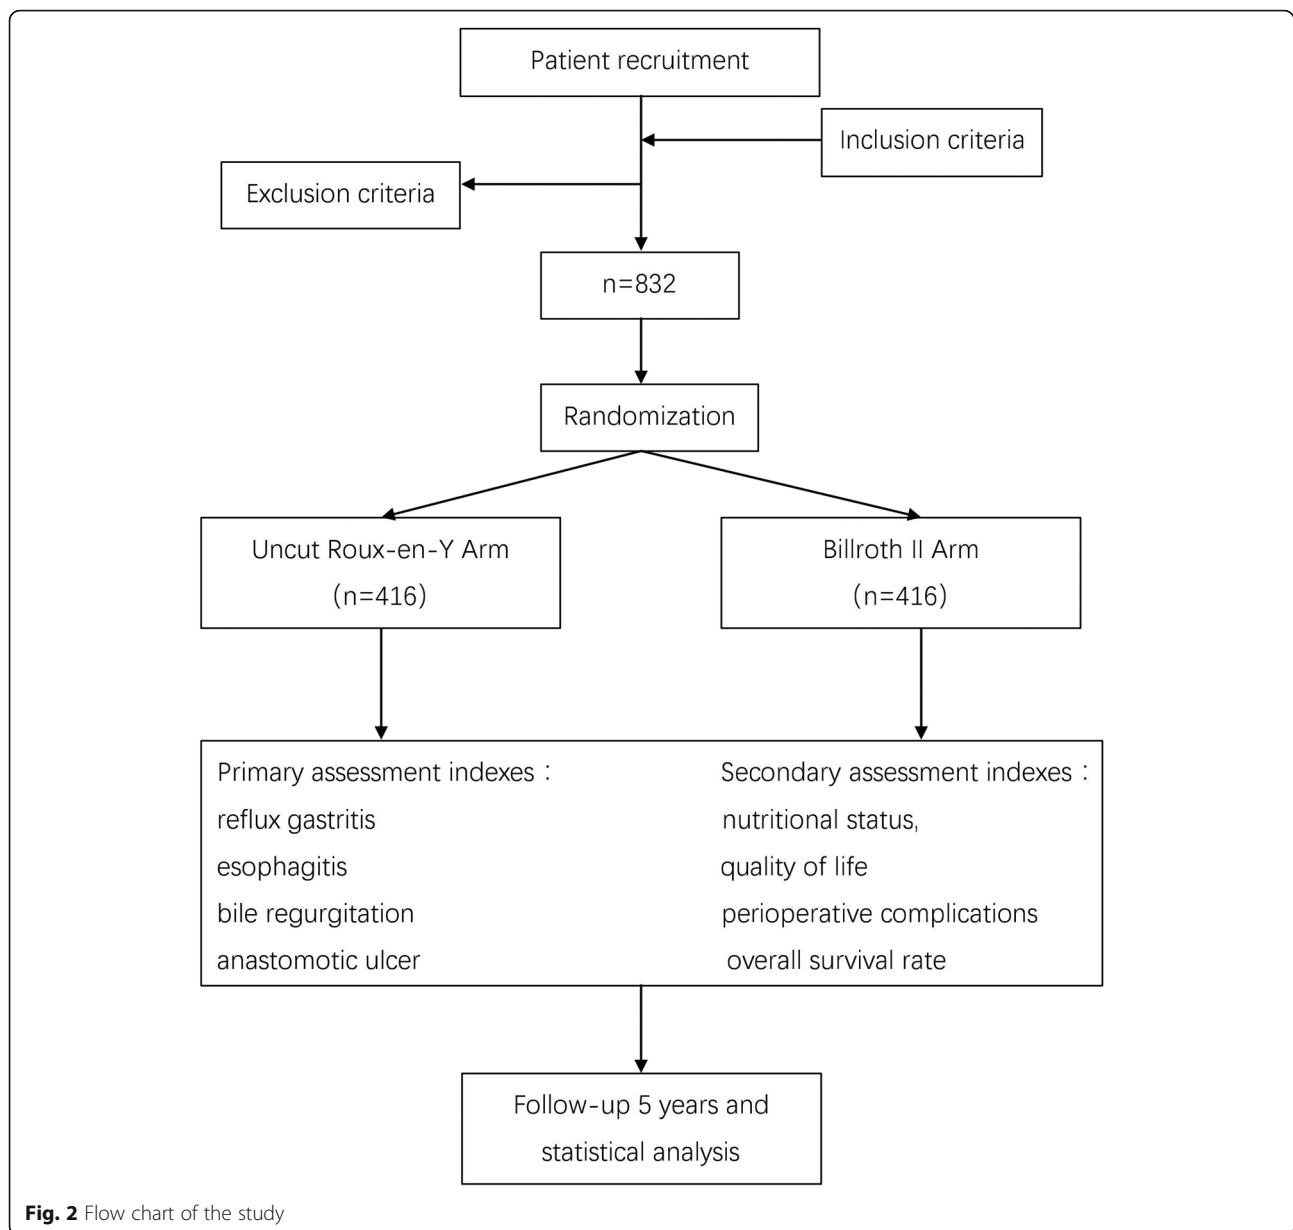 Patient recruitment
Inclusion criteria
Exclusion criteria
n=832
Randomization
Uncut Roux-en-Y Arm
(n=416)
Billroth II Arm
(n=416)
Primary assessment indexes：
reflux gastritis
esophagitis
bile regurgitation
anastomotic ulcer
Secondary assessment indexes：
nutritional status,
quality of life
perioperative complications
overall survival rate
Follow-up 5 years and
statistical analysis
Fig. 2 Flow chart of the study